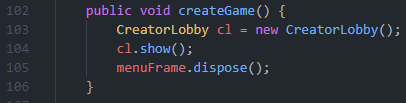 102 public void createGame() {
103 CreatorLobby cl = new CreatorLobby();
104 cl.show();
105 menuFrame.dispose();
106 }